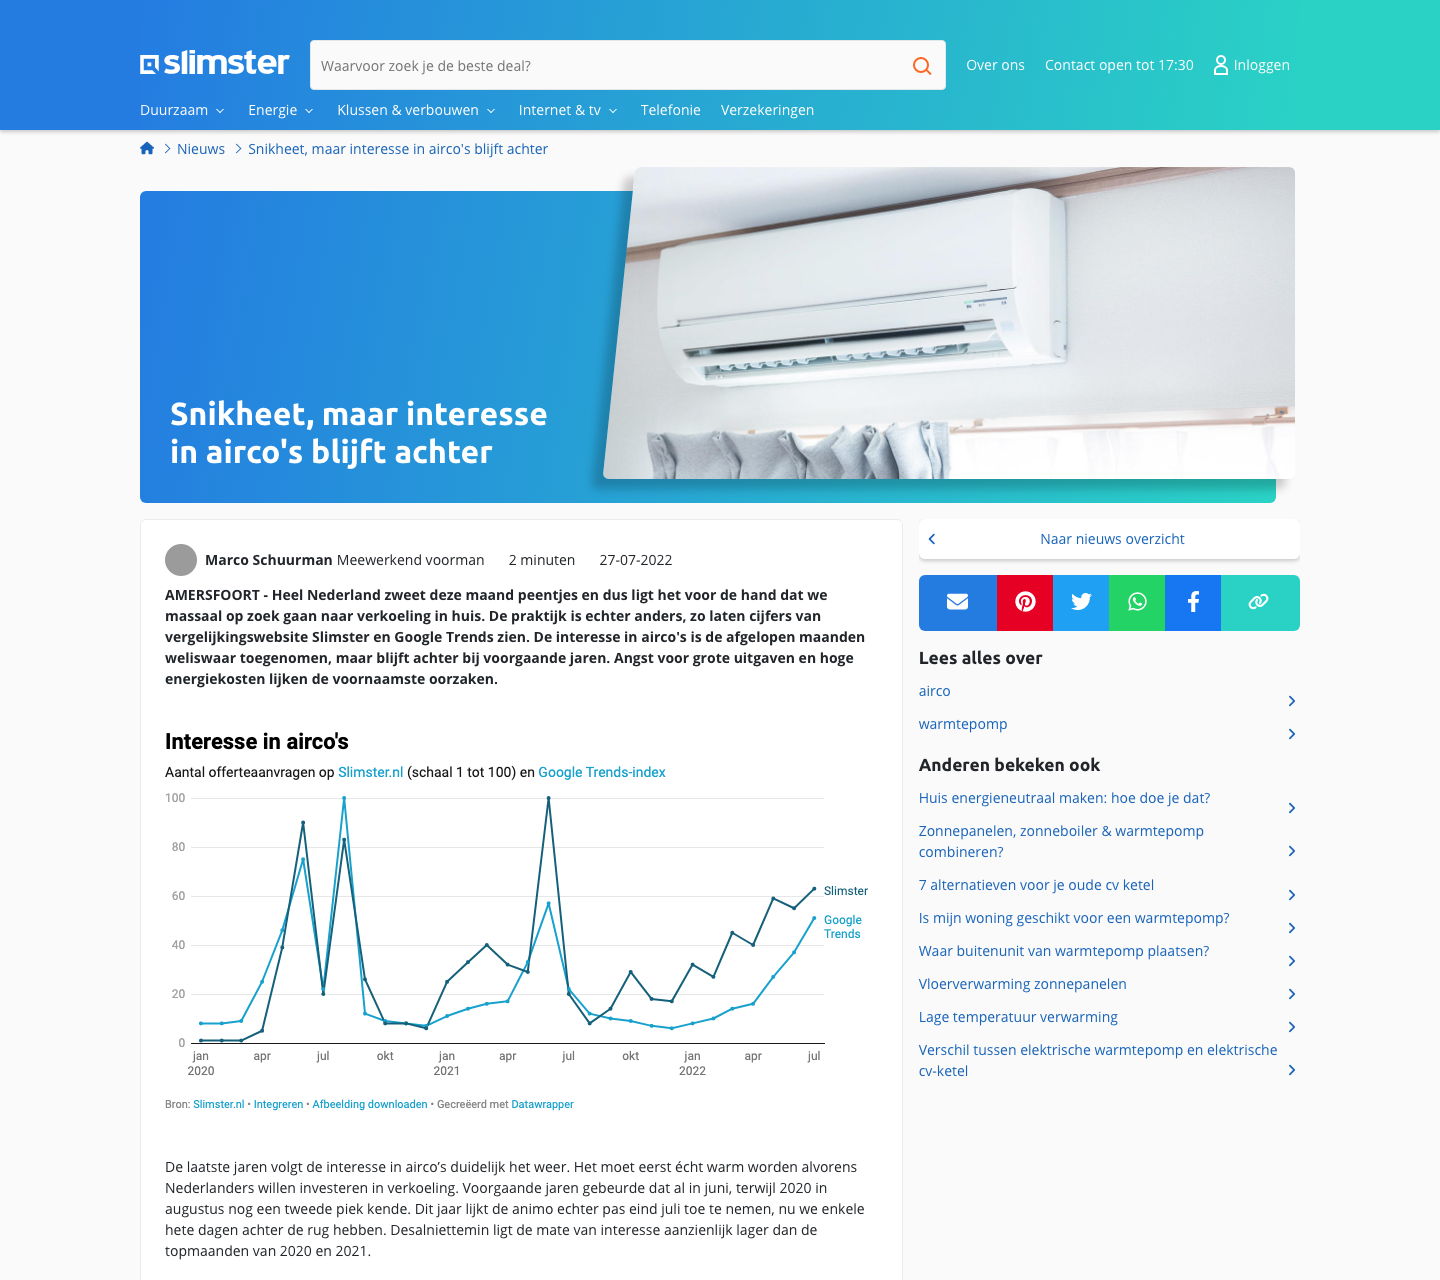 slimster
Waarvoor zoek je de beste deal?
Over ons
Contact open tot 17:30
Inloggen
Duurzaam
Energie
Klussen & verbouwen
Internet & tv
Telefonie
Verzekeringen
Nieuws
Snikheet, maar interesse in airco's blijft achter
Snikheet, maar interesse
in airco's blijft achter
Marco Schuurman Meewerkend voorman 2 minuten 27-07-2022
AMERSFOORT - Heel Nederland zweet deze maand peentjes en dus ligt het voor de hand dat we
massaal op zoek gaan naar verkoeling in huis. De praktijk is echter anders, zo laten cijfers van
vergelijkingswebsite Slimster en Google Trends zien. De interesse in airco's is de afgelopen maanden
weliswaar toegenomen, maar blijft achter bij voorgaande jaren. Angst voor grote uitgaven en hoge
energiekosten lijken de voornaamste oorzaken.
Interesse in airco's
Aantal offerteaanvragen op Slimster.nl (schaal 1 tot 100) en Google Trends-index
100
80
60
40
20
0
Slimster
Google
Trends
jan apr jul okt jan apr jul okt jan apr jul
2020 2021 2022
Bron: Slimster.nl • Integreren • Afbeelding downloaden • Gecreëerd met Datawrapper
De laatste jaren volgt de interesse in airco’s duidelijk het weer. Het moet eerst écht warm worden alvorens
Nederlanders willen investeren in verkoeling. Voorgaande jaren gebeurde dat al in juni, terwijl 2020 in
augustus nog een tweede piek kende. Dit jaar lijkt de animo echter pas eind juli toe te nemen, nu we enkele
hete dagen achter de rug hebben. Desalniettemin ligt de mate van interesse aanzienlijk lager dan de
topmaanden van 2020 en 2021.
Naar nieuws overzicht
Lees alles over
airco
warmtepomp
Anderen bekeken ook
Huis energieneutraal maken: hoe doe je dat?
Zonnepanelen, zonneboiler & warmtepomp
combineren?
7 alternatieven voor je oude cv ketel
Is mijn woning geschikt voor een warmtepomp?
Waar buitenunit van warmtepomp plaatsen?
Vloerverwarming zonnepanelen
Lage temperatuur verwarming
Verschil tussen elektrische warmtepomp en elektrische
cv-ketel